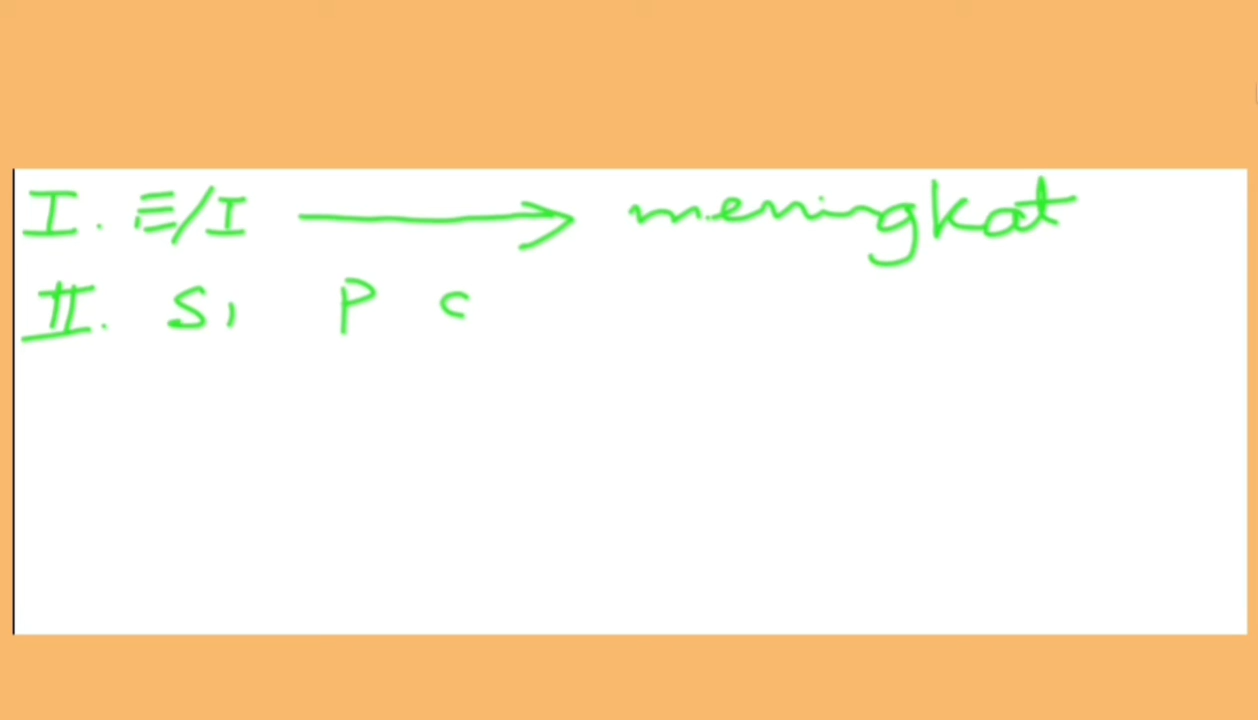 I. E/I → meningkat
II. S, P c